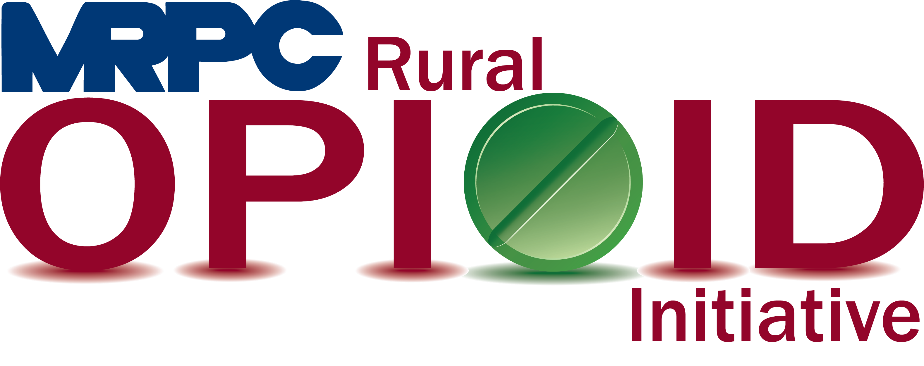 MRPC Rural
OPIOID
Initiative